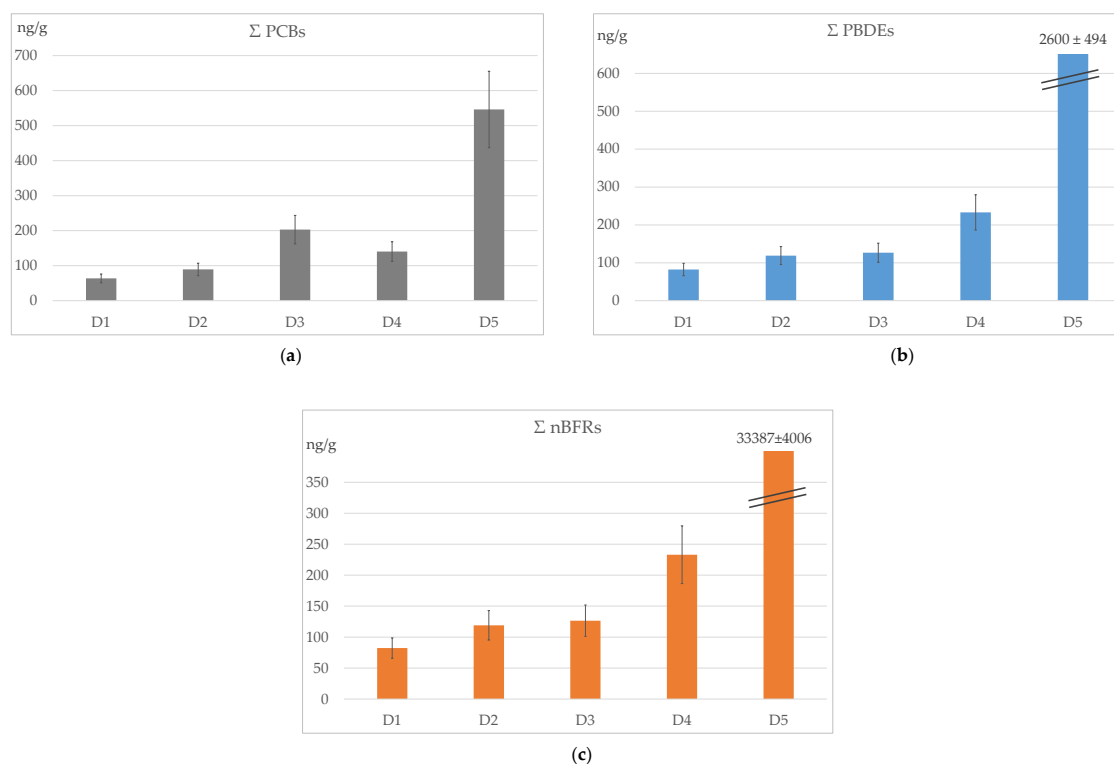 Σ PCBs
ng/g
700
600
500
400
300
200
100
0
D1 D2 D3 D4 D5
(a)
Σ PBDEs
ng/g
2600 ± 494
600
500
400
300
200
100
0
D1 D2 D3 D4 D5
(b)
Σ nBFRs
ng/g
33387±4006
350
300
250
200
150
100
50
0
D1 D2 D3 D4 D5
(c)